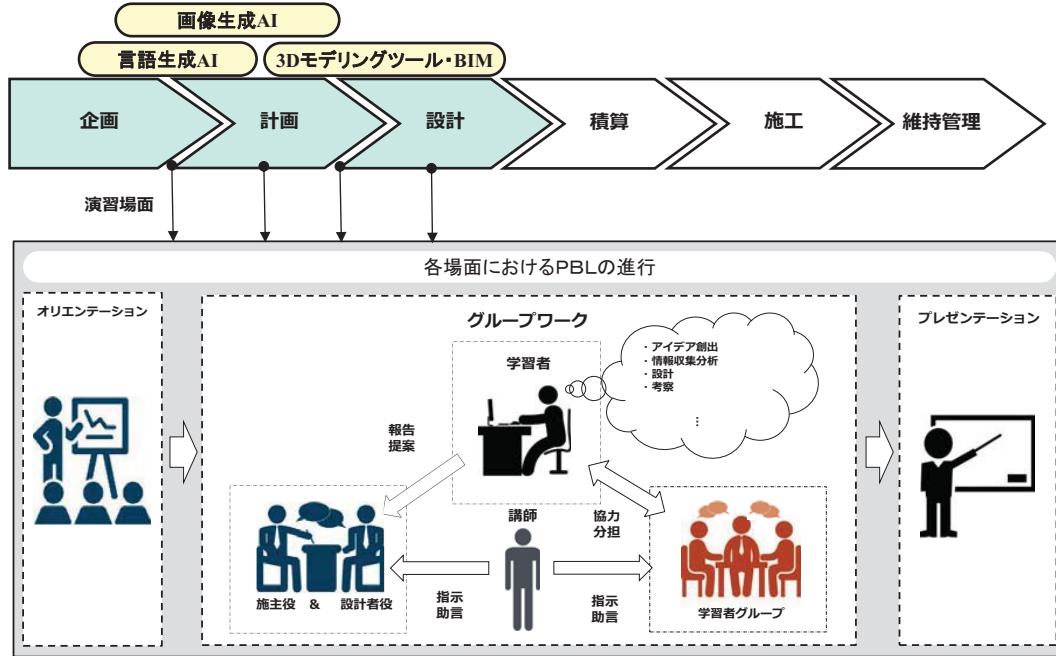 画像生成AI
言語生成AI
3Dモデリングツール・BIM
企画
計画
設計
積算
施工
維持管理
演習場面
各場面におけるPBLの進行
オリエンテーション
グループワーク
プレゼンテーション
学習者
・アイデア創出
・情報収集分析
・設計
・考察
…
報告
提案
講師
協力
分担
施主役 & 設計者役
指示
助言
指示
助言
学習者グループ